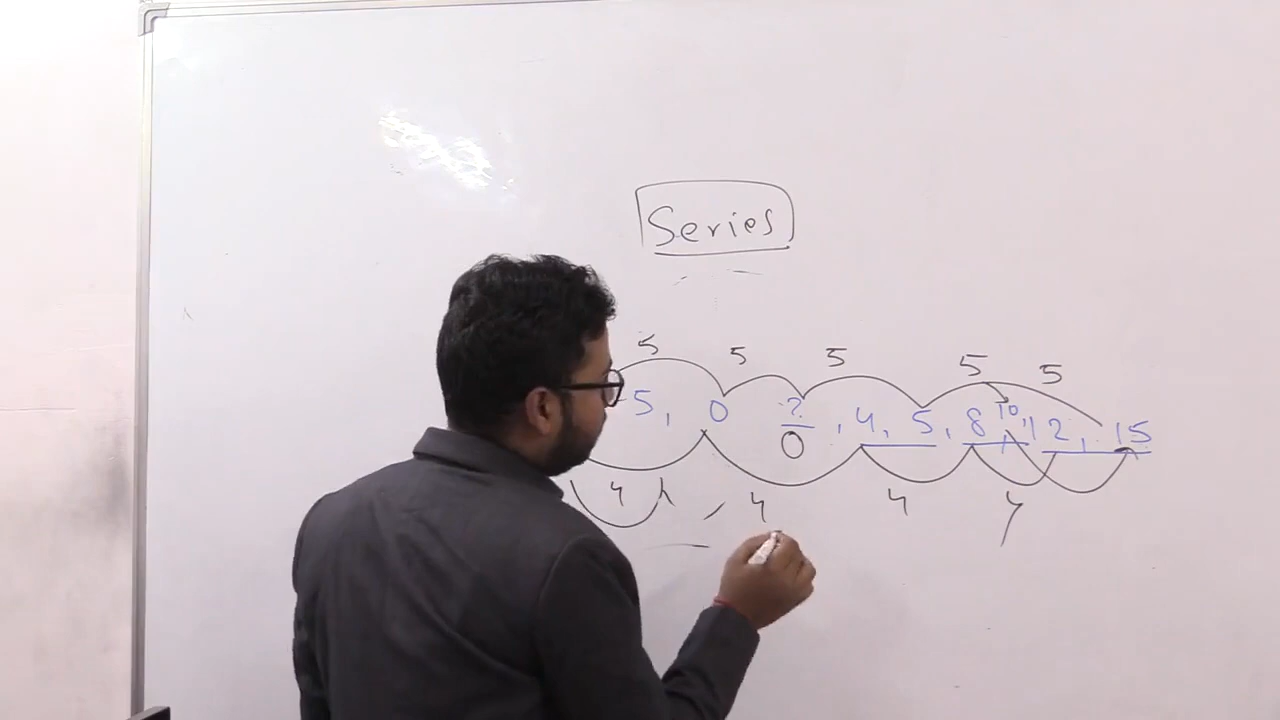 Series
5 5 5 5 5
-5, 0 ?, 4, 5, 8 10, 12, 15
0
4 4 4 4